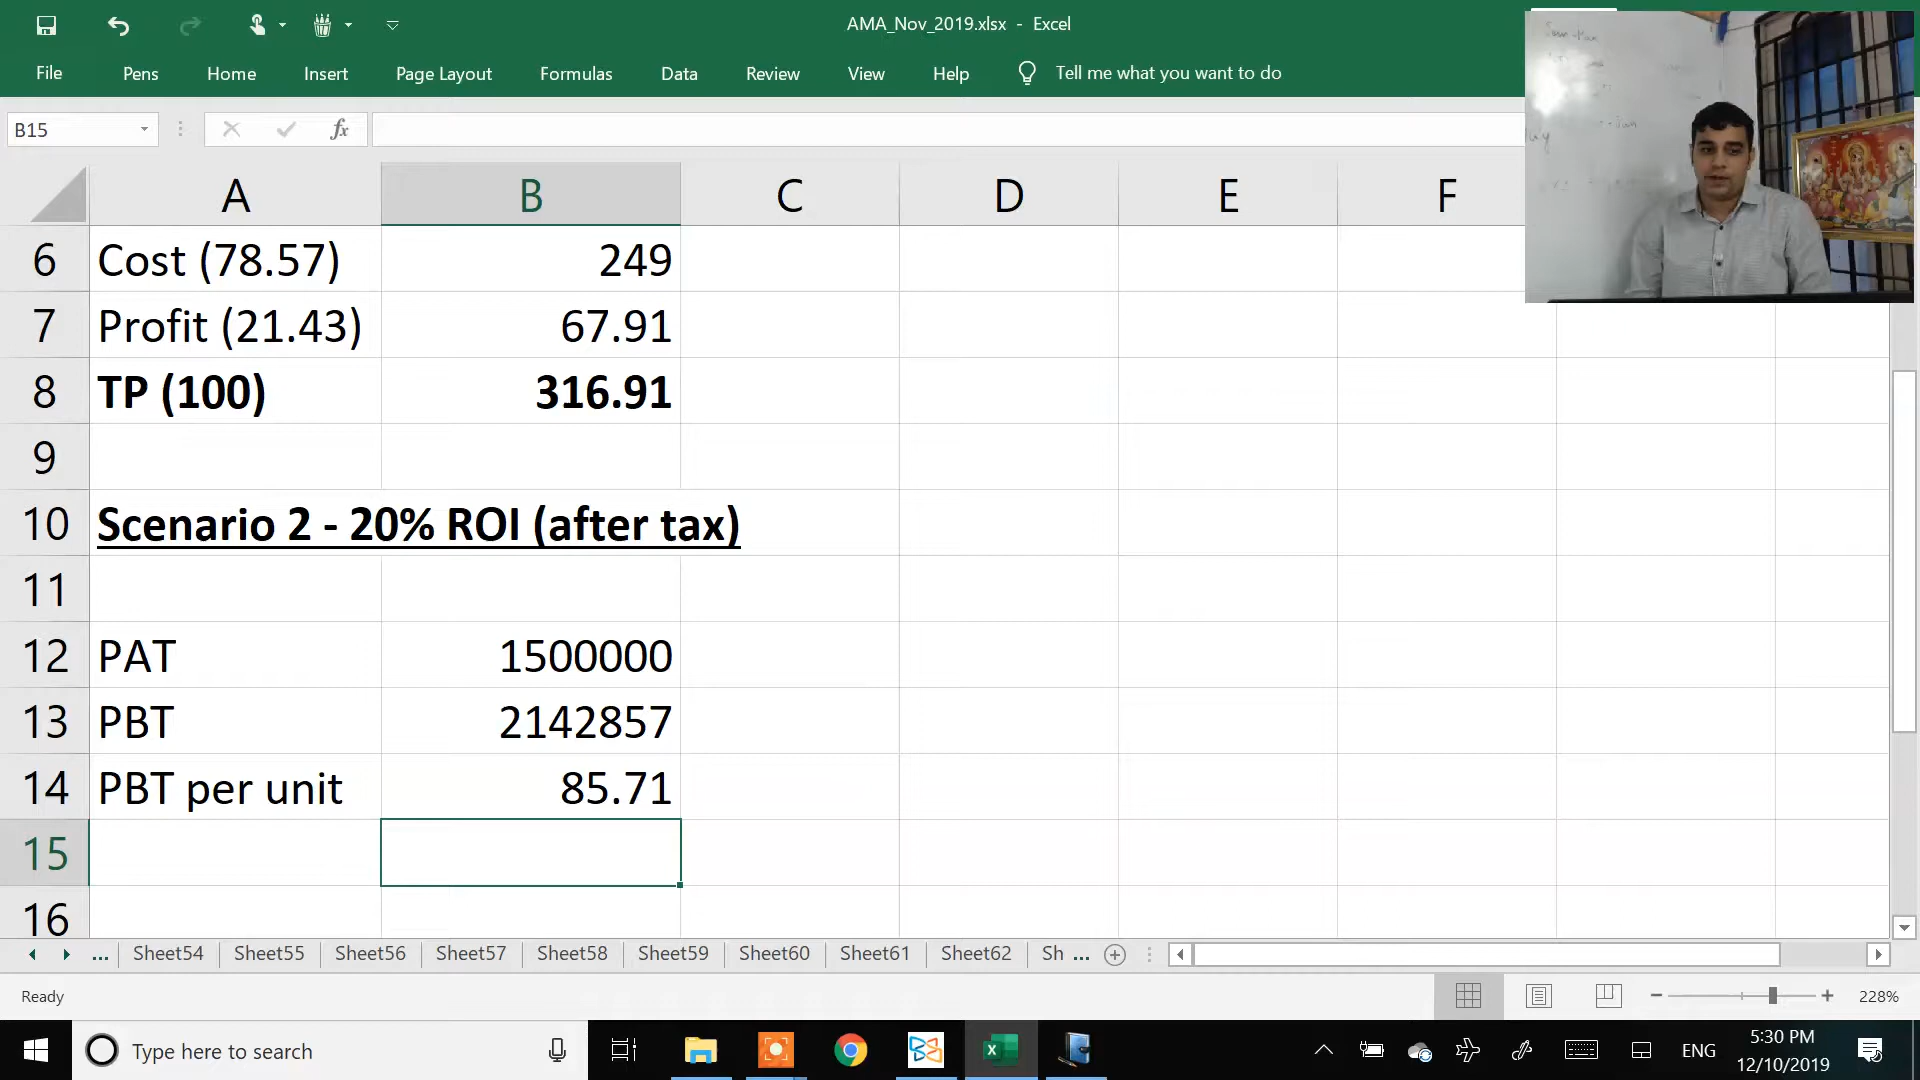 AMA_Nov_2019.xlsx - Excel
File Pens Home Insert Page Layout Formulas Data Review View Help Tell me what you want to do
B15 fx
A B C D E F
6 Cost (78.57) 249
7 Profit (21.43) 67.91
8 TP (100) 316.91
9
10 Scenario 2 - 20% ROI (after tax)
11
12 PAT 1500000
13 PBT 2142857
14 PBT per unit 85.71
15
16
... Sheet54 Sheet55 Sheet56 Sheet57 Sheet58 Sheet59 Sheet60 Sheet61 Sheet62 Sh ...
Ready 228%
Type here to search ENG 5:30 PM
12/10/2019